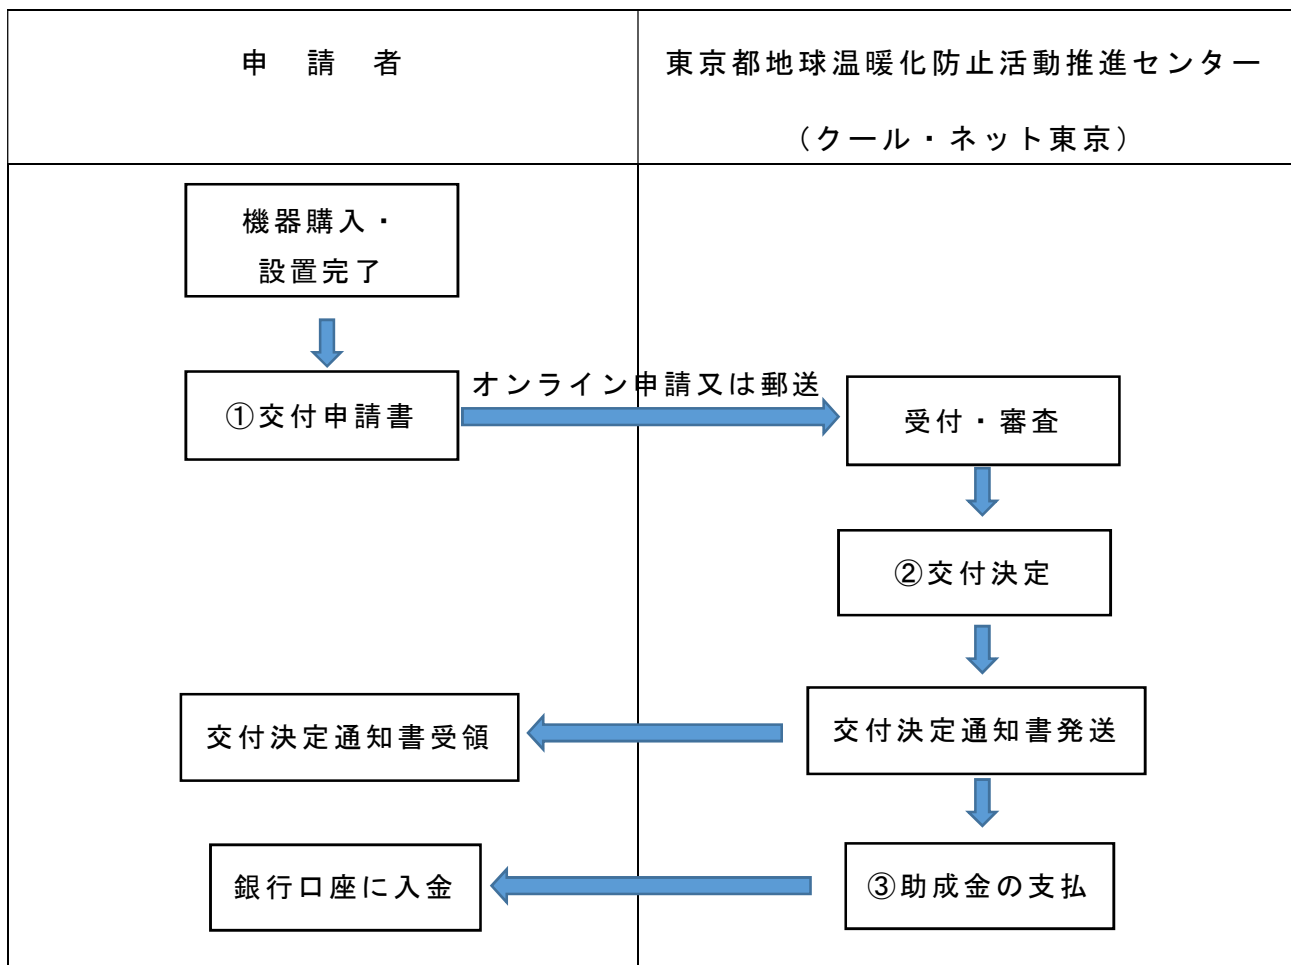 申　請　者
東京都地球温暖化防止活動推進センター
（クール・ネット東京）
機器購入・
設置完了
オンライン申請又は郵送
①交付申請書
受付・審査
②交付決定
交付決定通知書発送
交付決定通知書受領
③助成金の支払
銀行口座に入金